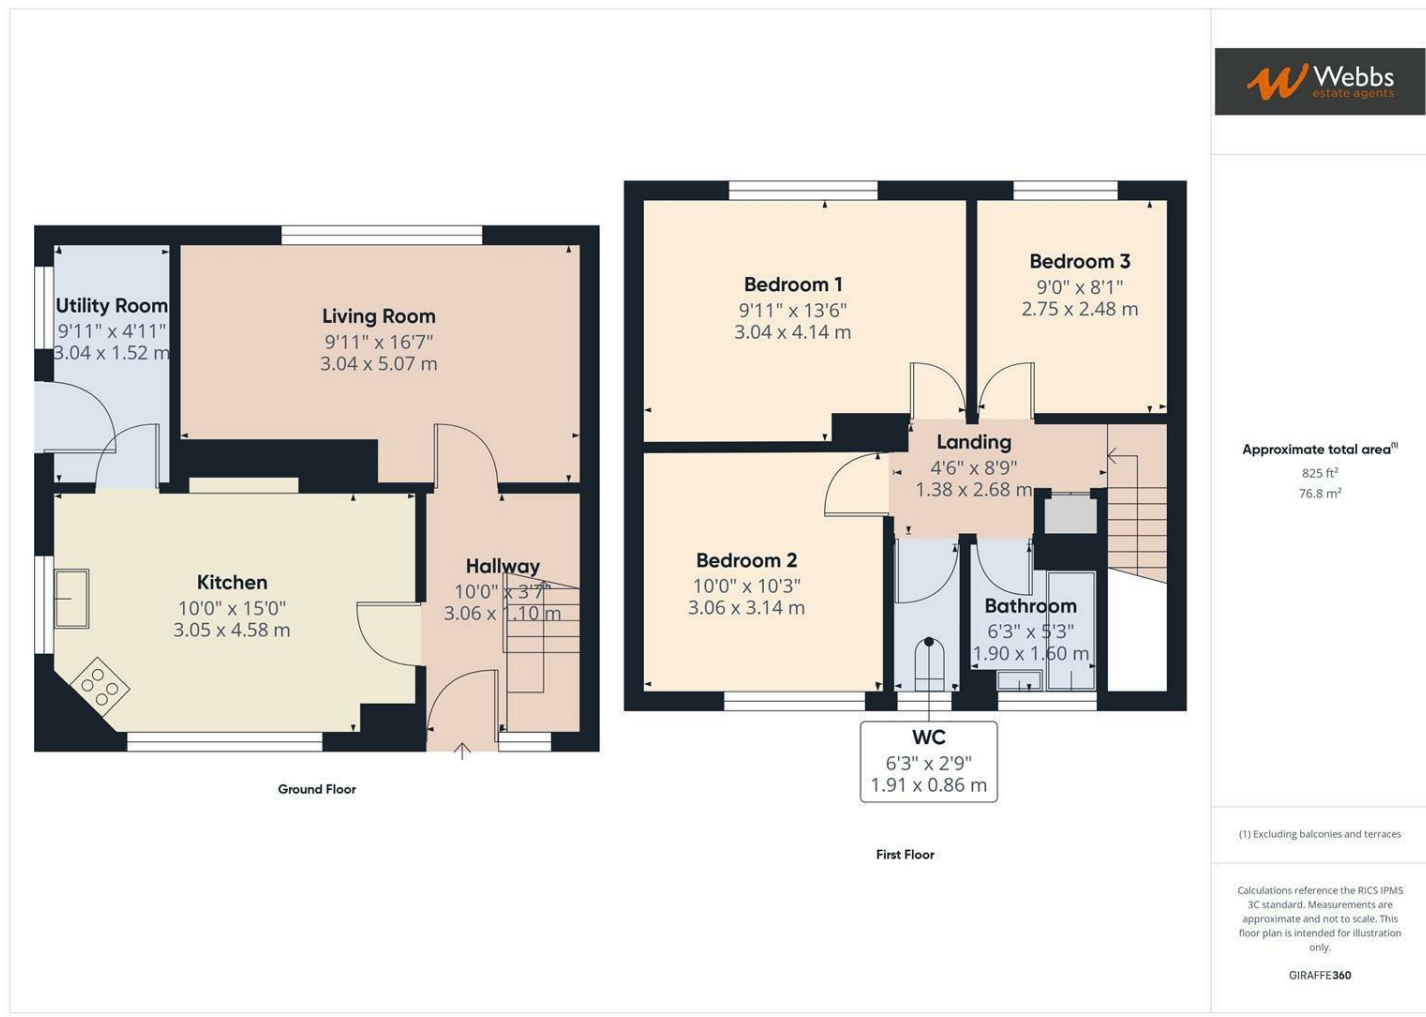 Webbs
estate agents
Utility Room
9'11" x 4'11"
3.04 x 1.52 m
Living Room
9'11" x 16'7"
3.04 x 5.07 m
Kitchen
10'0" x 15'0"
3.05 x 4.58 m
Hallway
10'0" x 3'7"
3.06 x 1.10 m
Ground Floor
Bedroom 1
9'11" x 13'6"
3.04 x 4.14 m
Bedroom 3
9'0" x 8'1"
2.75 x 2.48 m
Landing
4'6" x 8'9"
1.38 x 2.68 m
Bedroom 2
10'0" x 10'3"
3.06 x 3.14 m
Bathroom
6'3" x 5'3"
1.90 x 1.60 m
WC
6'3" x 2'9"
1.91 x 0.86 m
First Floor
Approximate total area⁽¹⁾
825 ft²
76.8 m²
(1) Excluding balconies and terraces
Calculations reference the RICS IPMS
3C standard. Measurements are
approximate and not to scale. This
floor plan is intended for illustration
only.
GIRAFFE360